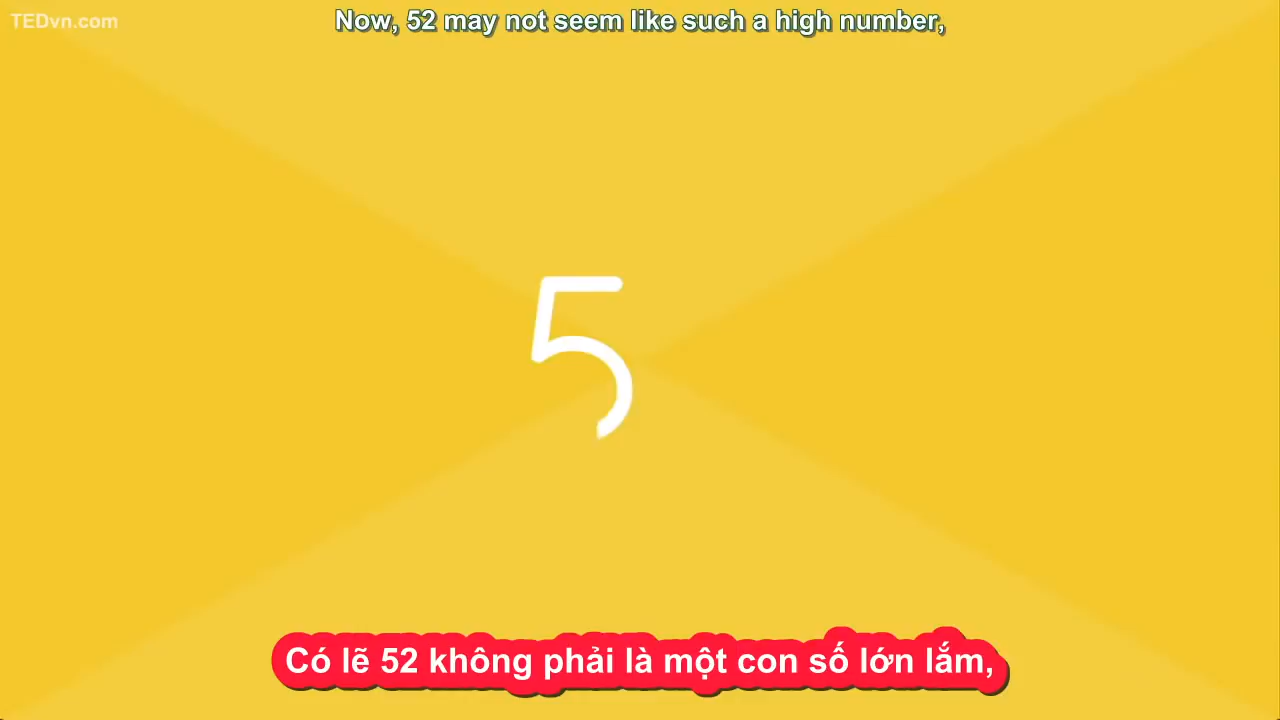 TEDvn.com
Now, 52 may not seem like such a high number,
5
Có lẽ 52 không phải là một con số lớn lắm,